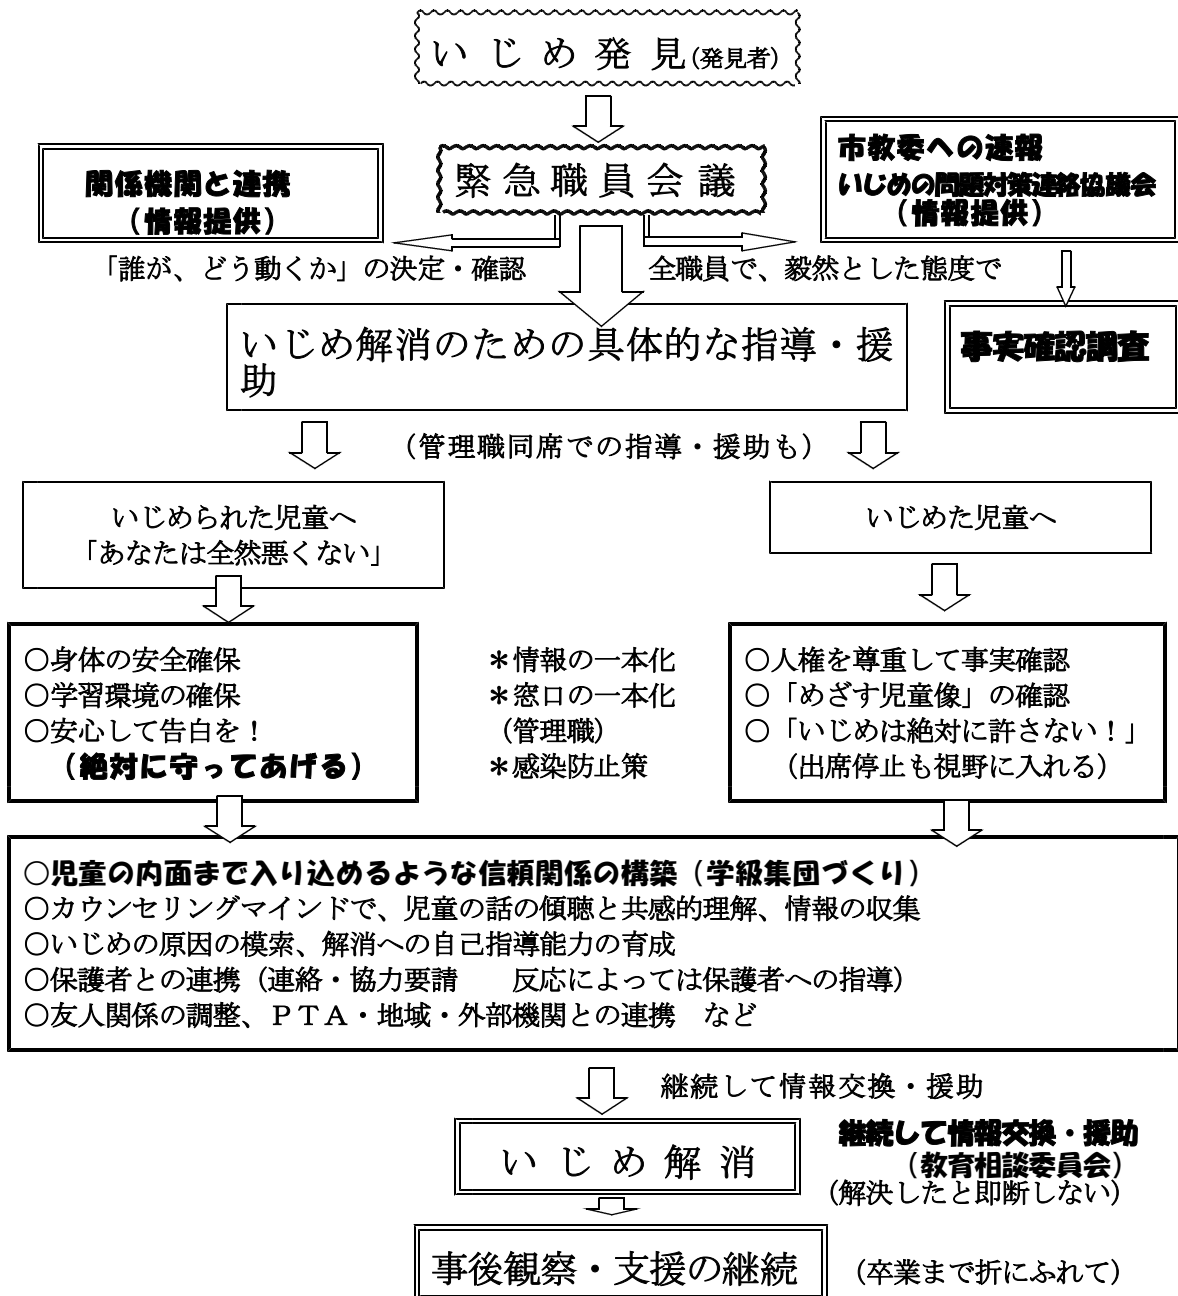 いじめ発見(発見者)
緊急職員会議
関係機関と連携
（情報提供）
市教委への速報
いじめの問題対策連絡協議会
（情報提供）
「誰が、どう動くか」の決定・確認
全職員で、毅然とした態度で
いじめ解消のための具体的な指導・援
助
事実確認調査
（管理職同席での指導・援助も）
いじめられた児童へ
「あなたは全然悪くない」
いじめた児童へ
○身体の安全確保
○学習環境の確保
○安心して告白を！
（絶対に守ってあげる）
＊情報の一本化
＊窓口の一本化
（管理職）
＊感染防止策
○人権を尊重して事実確認
○「めざす児童像」の確認
○「いじめは絶対に許さない！」
（出席停止も視野に入れる）
○児童の内面まで入り込めるような信頼関係の構築（学級集団づくり）
○カウンセリングマインドで、児童の話の傾聴と共感的理解、情報の収集
○いじめの原因の模索、解消への自己指導能力の育成
○保護者との連携（連絡・協力要請　　反応によっては保護者への指導）
○友人関係の調整、ＰＴＡ・地域・外部機関との連携　など
継続して情報交換・援助
いじめ解消
継続して情報交換・援助
（教育相談委員会）
（解決したと即断しない）
事後観察・支援の継続
（卒業まで折にふれて）